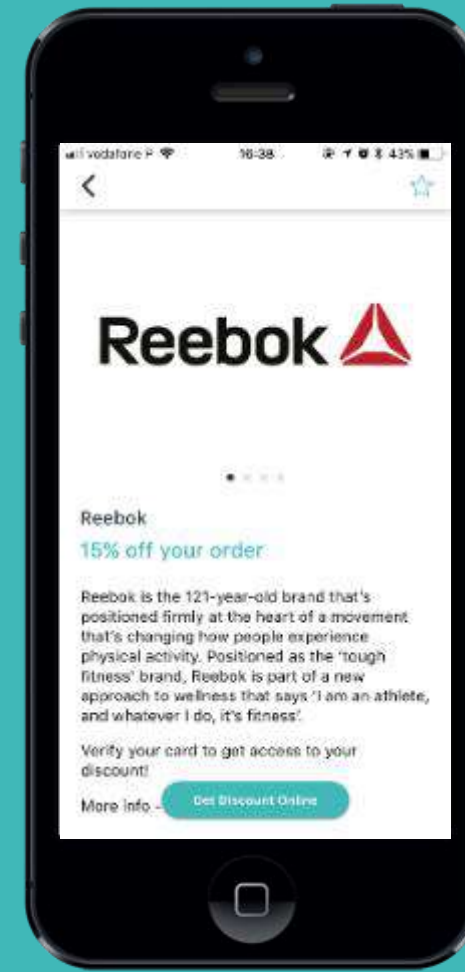 vodafone P 16:38 43%
Reebok
Reebok
15% off your order
Reebok is the 121-year-old brand that's
positioned firmly at the heart of a movement
that's changing how people experience
physical activity. Positioned as the 'tough
fitness' brand, Reebok is part of a new
approach to wellness that says 'I am an athlete,
and whatever I do, it's fitness'.
Verify your card to get access to your
discount!
More info -
Get Discount Online